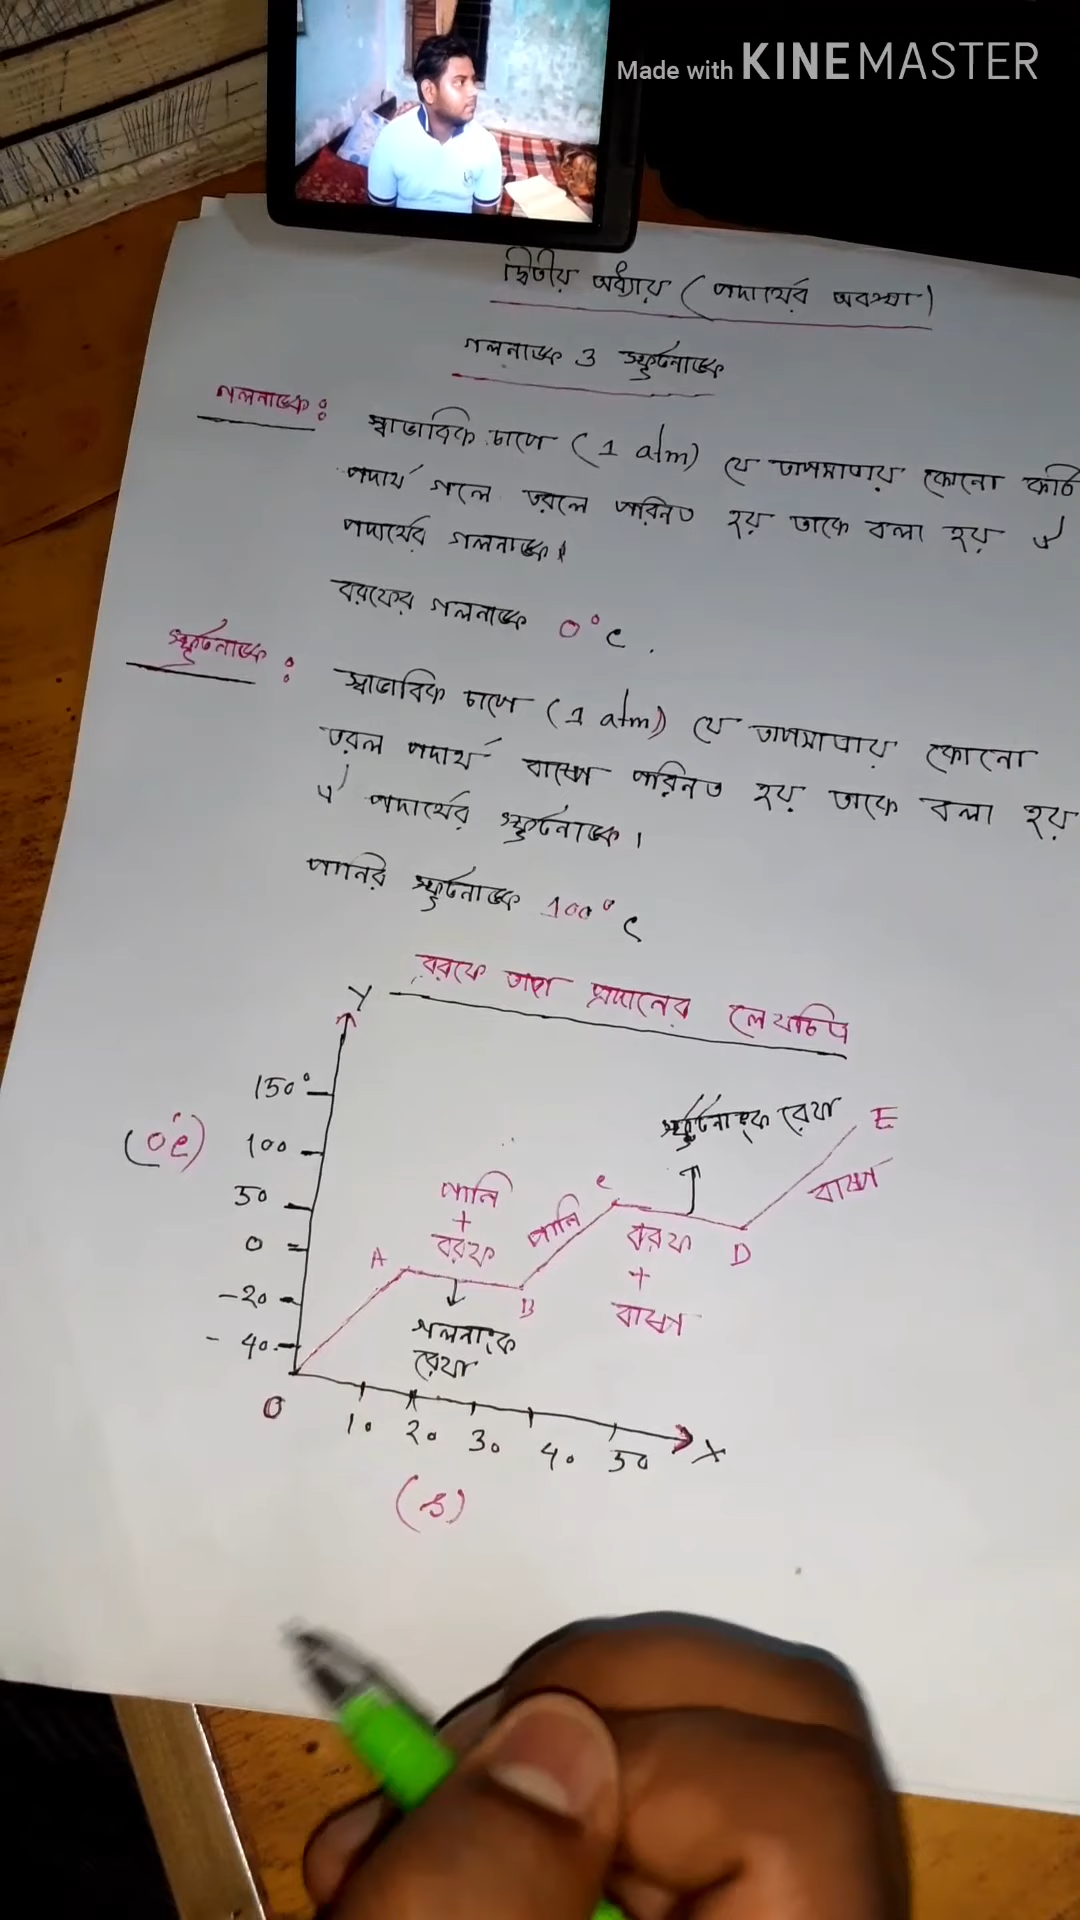 Made with KINEMASTER
দ্বিতীয় অধ্যায় (পদার্থের অবস্থা)
গলনাঙ্ক ও স্ফুটনাঙ্ক
গলনাঙ্ক :
স্বাভাবিক চাপে (1 atm) যে তাপমাত্রায় কোনো কঠি
পদার্থ গলে তরলে পরিনত হয় তাকে বলা হয় ঐ
পদার্থের গলনাঙ্ক।
বরফের গলনাঙ্ক 0°C.
স্ফুটনাঙ্ক :
স্বাভাবিক চাপে (1 atm) যে তাপমাত্রায় কোনো
তরল পদার্থ বাষ্পে পরিনত হয় তাকে বলা হয়
ঐ পদার্থের স্ফুটনাঙ্ক।
পানির স্ফুটনাঙ্ক 100°C
বরফে তাপ প্রদানের লেখচিত্র
Y
150°
(0°C)
100
50
0
-20
-40
A
পানি
+
বরফ
B
গলনাংক
রেখা
পানি
C
স্ফুটনাংক রেখা
বরফ
+
বাষ্প
D
E
বাষ্প
O
10 20 30 40 50 X
(s)